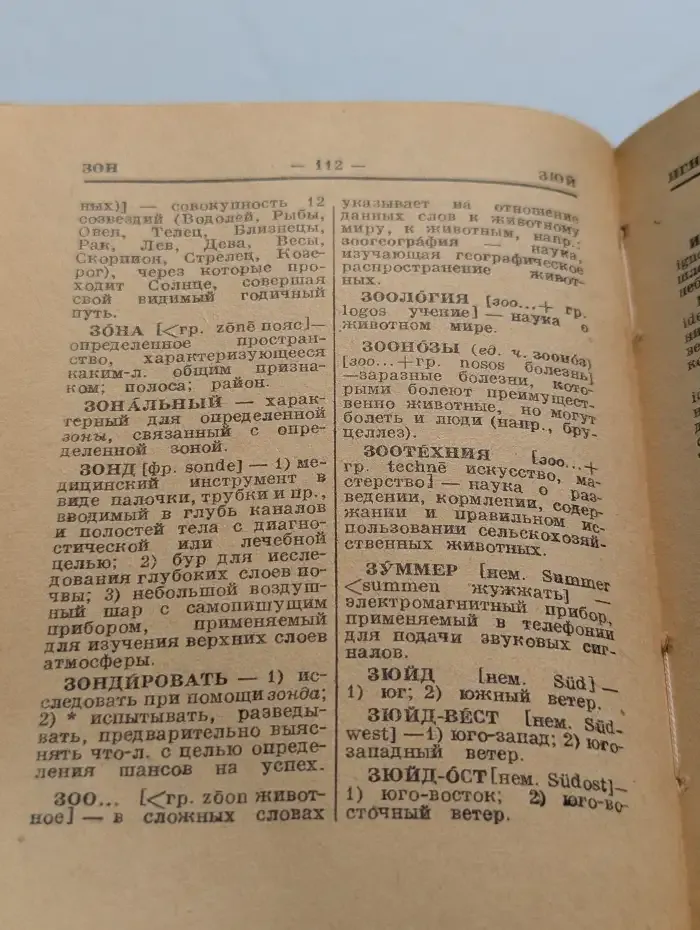 ЗОН
— 112 —
ЗЮЙ
ных)] — совокупность 12
созвездий (Водолей, Рыбы,
Овен, Телец, Близнецы,
Рак, Лев, Дева, Весы,
Скорпион, Стрелец, Козе-
рог), через которые про-
ходит Солнце, совершая
свой видимый годичный
путь.
ЗО́НА [<гр. zōnē пояс]—
определенное простран-
ство, характеризующееся
каким-л. общим призна-
ком; полоса; район.
ЗОНА́ЛЬНЫЙ — харак-
терный для определенной
зоны, связанный с опре-
деленной зоной.
ЗОНД [фр. sonde] — 1) ме-
дицинский инструмент в
виде палочки, трубки и пр.,
вводимый в глубь каналов
и полостей тела с диагно-
стической или лечебной
целью; 2) бур для иссле-
дования глубоких слоев по-
чвы; 3) небольшой воздуш-
ный шар с самопишущим
прибором, применяемый
для изучения верхних слоев
атмосферы.
ЗОНДИ́РОВАТЬ — 1) ис-
следовать при помощи зонда;
2) * испытывать, разведы-
вать, предварительно выяс-
нять что-л. с целью опреде-
ления шансов на успех.
ЗОО... [<гр. zōon живот-
ное] — в сложных словах
указывает на отношение
данных слов к животному
миру, к животным, напр.:
зоогеография — наука,
изучающая географическое
распространение живот-
ных.
ЗООЛО́ГИЯ [зоо...+ гр.
logos учение] — наука о
животном мире.
ЗООНО́ЗЫ (ед. ч. зооно́з)
[зоо...+гр. nosos болезнь]
—заразные болезни, кото-
рыми болеют преимущест-
венно животные, но могут
болеть и люди (напр., бру-
целлез).
ЗООТЕ́ХНИЯ [зоо...+
гр. technē искусство, ма-
стерство] — наука о раз-
ведении, кормлении, содер-
жании и правильном ис-
пользовании сельскохозяй-
ственных животных.
ЗУ́ММЕР [нем. Summer
<summen жужжать] —
электромагнитный прибор,
применяемый в телефонии
для подачи звуковых сиг-
налов.
ЗЮЙД [нем. Süd] —
1) юг; 2) южный ветер.
ЗЮЙД-ВЕ́СТ [нем. Süd-
west] —1) юго-запад; 2) юго-
западный ветер.
ЗЮЙД-О́СТ [нем. Südost]—
1) юго-восток; 2) юго-во-
сточный ветер.